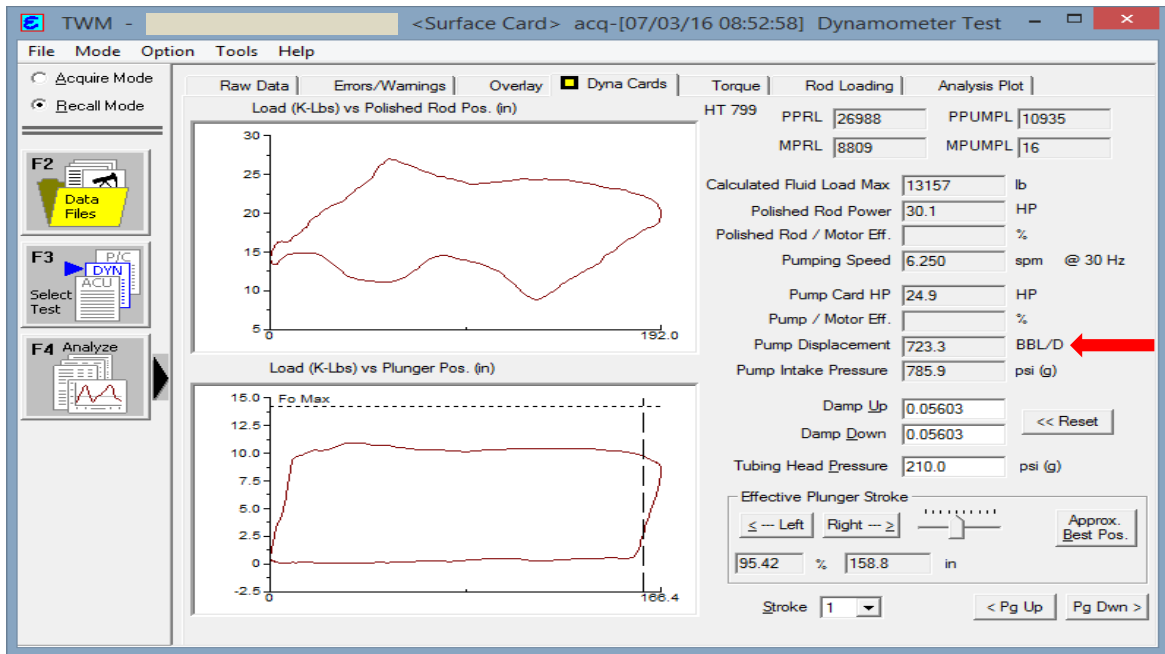 TWM - <Surface Card> acq-[07/03/16 08:52:58] Dynamometer Test
File Mode Option Tools Help
Acquire Mode
Recall Mode
F2
Data
Files
F3
P/C
DYN
ACU
Select
Test
F4 Analyze
Raw Data Errors/Warnings Overlay Dyna Cards Torque Rod Loading Analysis Plot
Load (K-Lbs) vs Polished Rod Pos. (in)
30
25
20
15
10
5
0 192.0
Load (K-Lbs) vs Plunger Pos. (in)
15.0 Fo Max
12.5
10.0
7.5
5.0
2.5
0
-2.5
0 166.4
HT 799 PPRL 26988 PPUMPL 10935
MPRL 8809 MPUMPL 16
Calculated Fluid Load Max 13157 lb
Polished Rod Power 30.1 HP
Polished Rod / Motor Eff. %
Pumping Speed 6.250 spm @ 30 Hz
Pump Card HP 24.9 HP
Pump / Motor Eff. %
Pump Displacement 723.3 BBL/D
Pump Intake Pressure 785.9 psi (g)
Damp Up 0.05603 << Reset
Damp Down 0.05603
Tubing Head Pressure 210.0 psi (g)
Effective Plunger Stroke
< -- Left Right -- > Approx.
Best Pos.
95.42 % 158.8 in
Stroke 1 < Pg Up Pg Dwn >